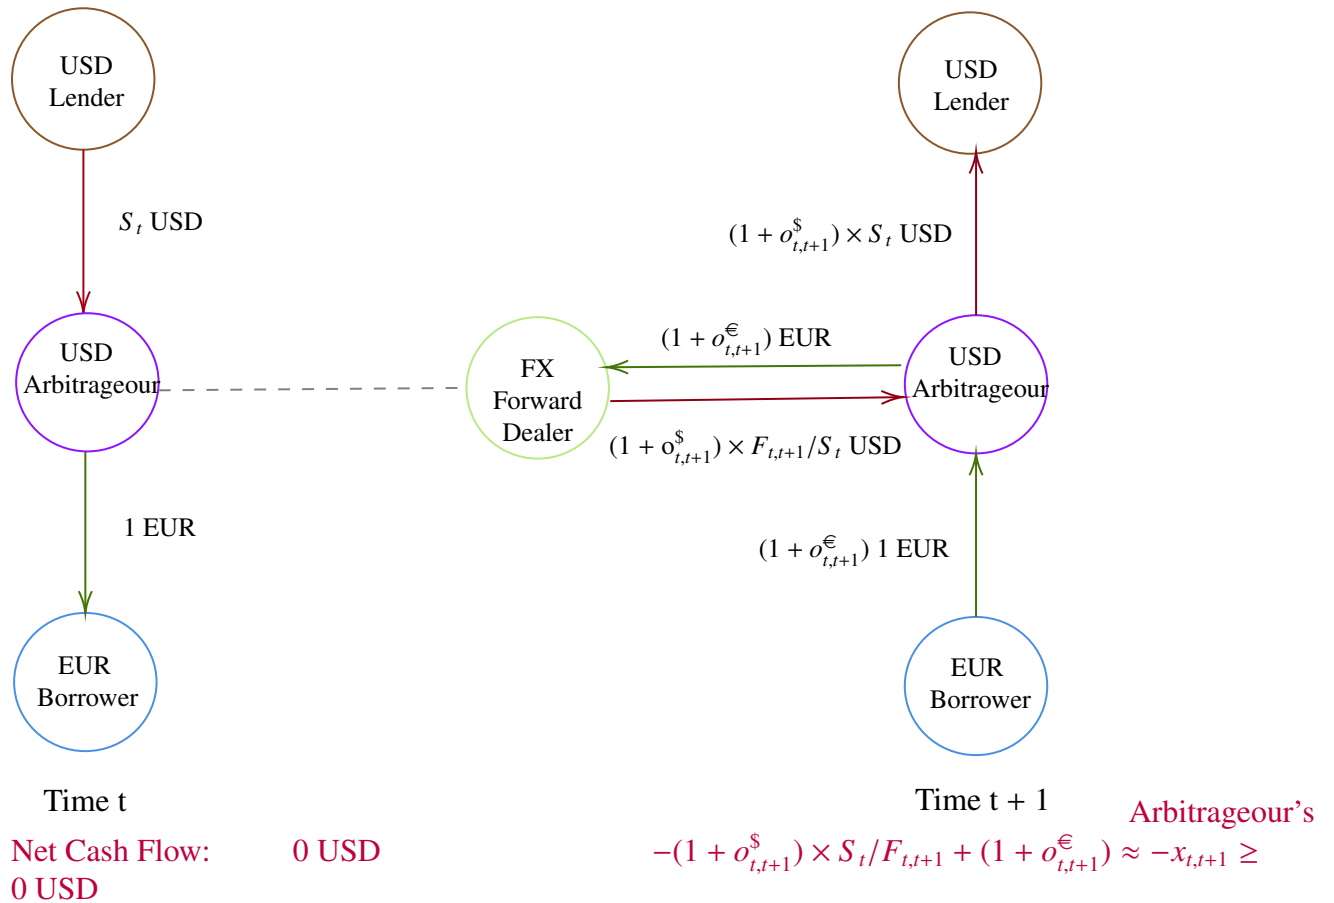 USD
Lender
USD
Lender
S_t USD
(1 + o^$_{t,t+1}) × S_t USD
USD
Arbitrageour
FX
Forward
Dealer
(1 + o^€_{t,t+1}) EUR
(1 + o^$_{t,t+1}) × F_{t,t+1}/S_t USD
USD
Arbitrageour
1 EUR
(1 + o^€_{t,t+1}) 1 EUR
EUR
Borrower
EUR
Borrower
Time t
Time t + 1
Arbitrageour's
Net Cash Flow: 0 USD −(1 + o^$_{t,t+1}) × S_t/F_{t,t+1} + (1 + o^€_{t,t+1}) ≈ −x_{t,t+1} ≥
0 USD